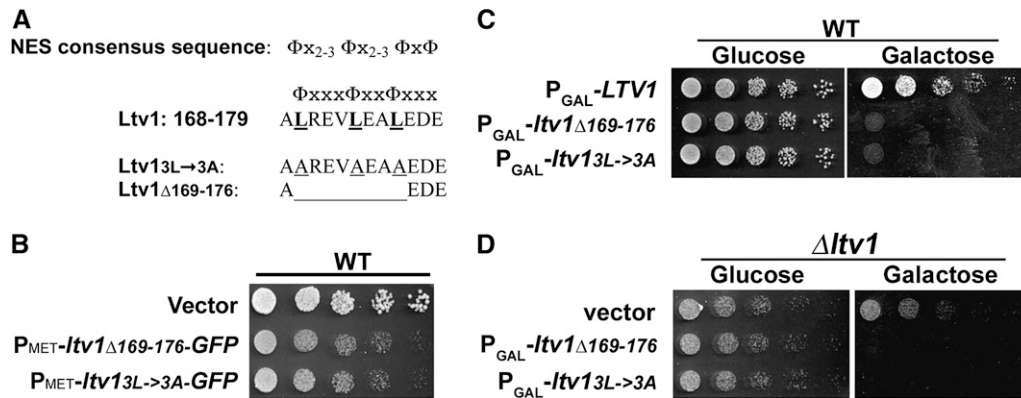 A
NES consensus sequence: Φx2-3 Φx2-3 ΦxΦ
ΦxxxΦxxΦxxx
Ltv1: 168-179 ALREVLEALEDE
Ltv13L→3A: AAREVAEAAEDE
Ltv1Δ169-176: A________EDE
B
WT
Vector
PMET-ltv1Δ169-176-GFP
PMET-ltv13L->3A-GFP
C
WT
Glucose Galactose
PGAL-LTV1
PGAL-ltv1Δ169-176
PGAL-ltv13L->3A
D
Δltv1
Glucose Galactose
vector
PGAL-ltv1Δ169-176
PGAL-ltv13L->3A